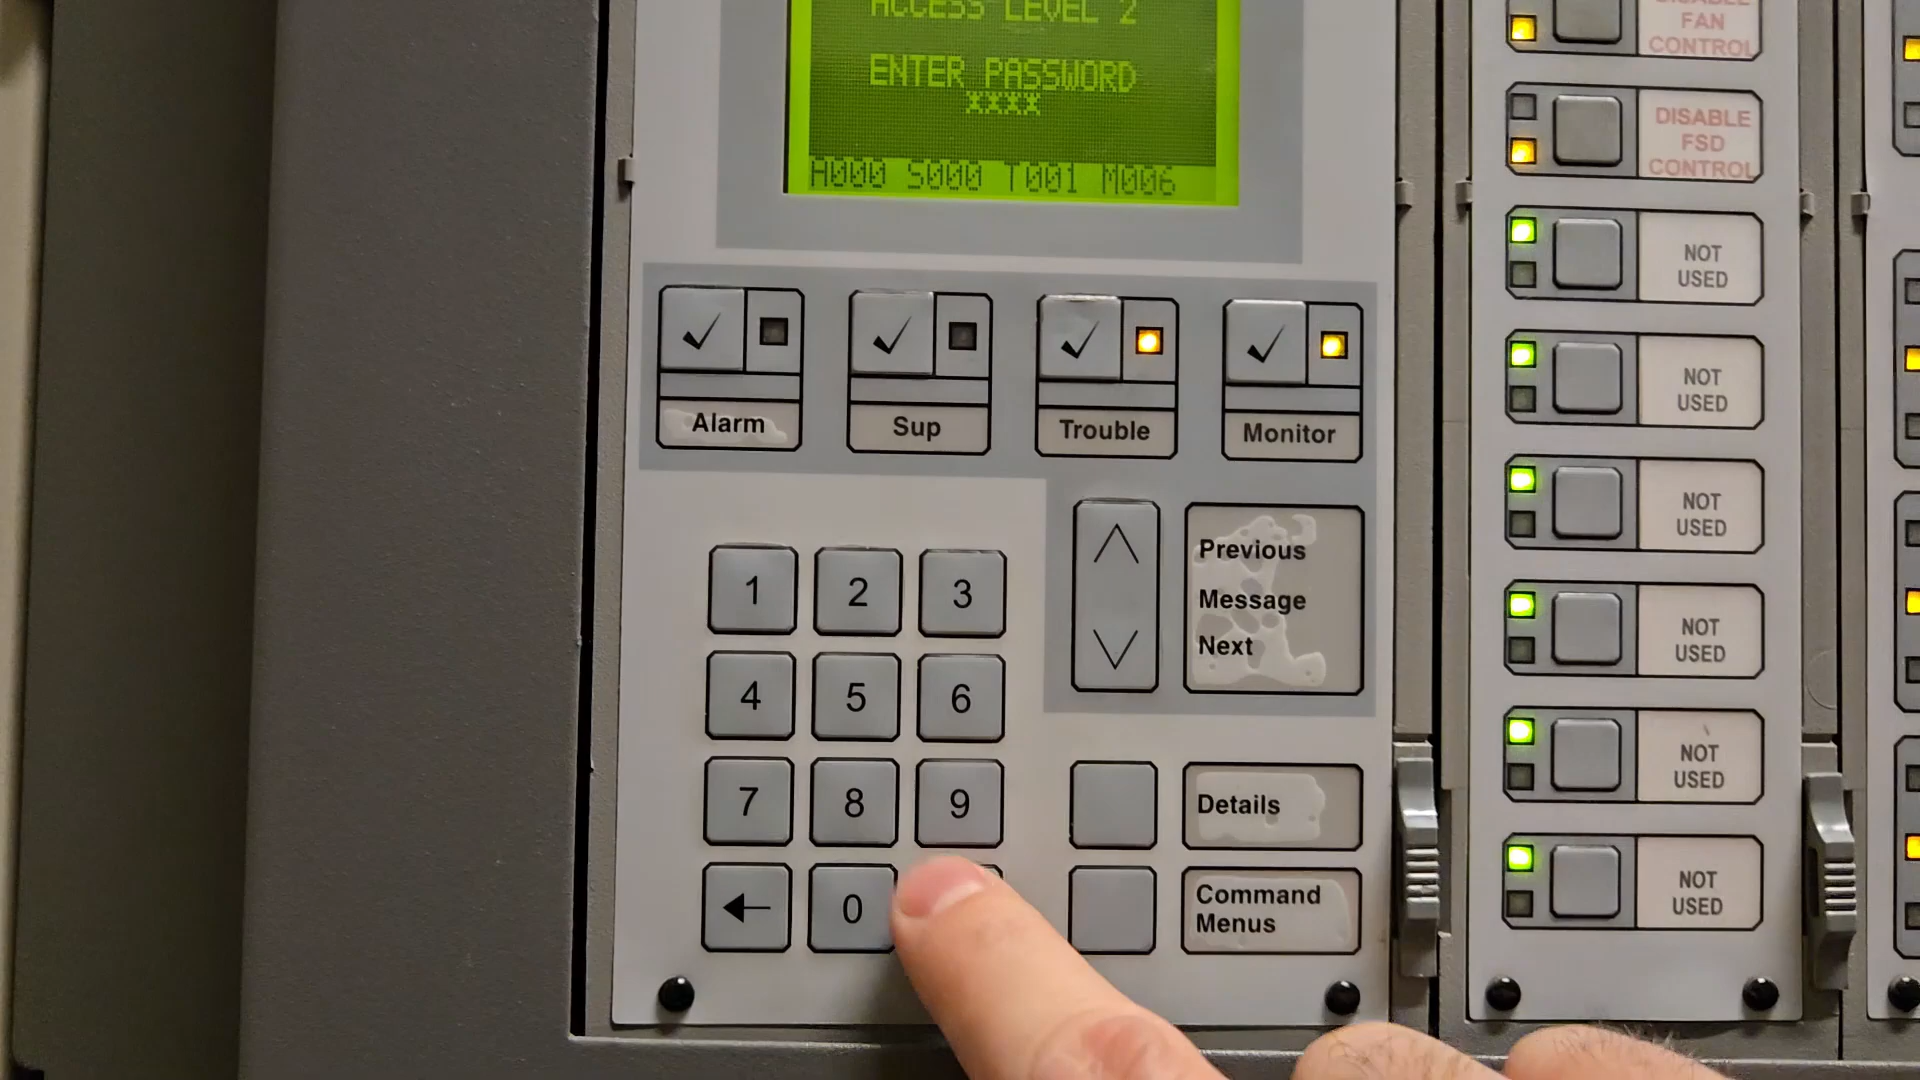 ACCESS LEVEL 2
ENTER PASSWORD
XXXX
A000 S000 T001 M006
Alarm
Sup
Trouble
Monitor
1 2 3
4 5 6
7 8 9
0
Previous
Message
Next
Details
Command
Menus
DISABLE
FAN
CONTROL
DISABLE
FSD
CONTROL
NOT
USED
NOT
USED
NOT
USED
NOT
USED
NOT
USED
NOT
USED